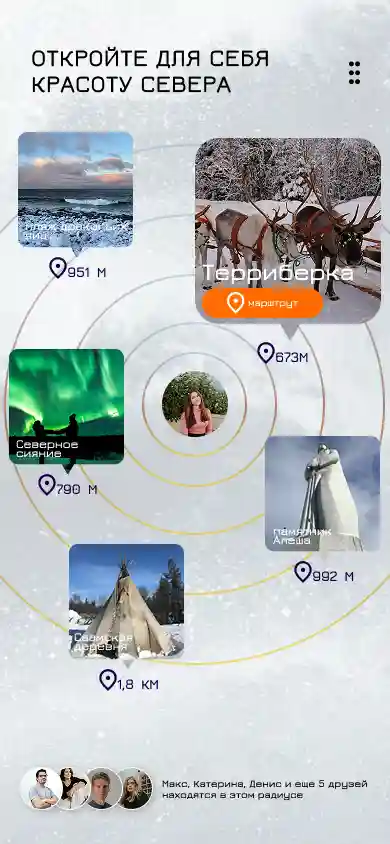 ОТКРОЙТЕ ДЛЯ СЕБЯ
КРАСОТУ СЕВЕРА
Пляж драконьих
яиц
951 М
Терриберка
маршрут
673М
Северное
сияние
790 М
памятник
Алеша
992 М
Саамская
деревня
1,8 КМ
Макс, Катерина, Денис и еще 5 друзей
находятся в этом радиусе